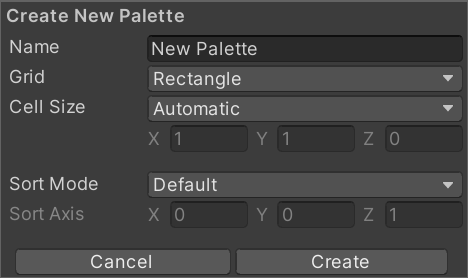 Create New Palette
Name New Palette
Grid Rectangle
Cell Size Automatic
X 1 Y 1 Z 0
Sort Mode Default
Sort Axis X 0 Y 0 Z 1
Cancel Create